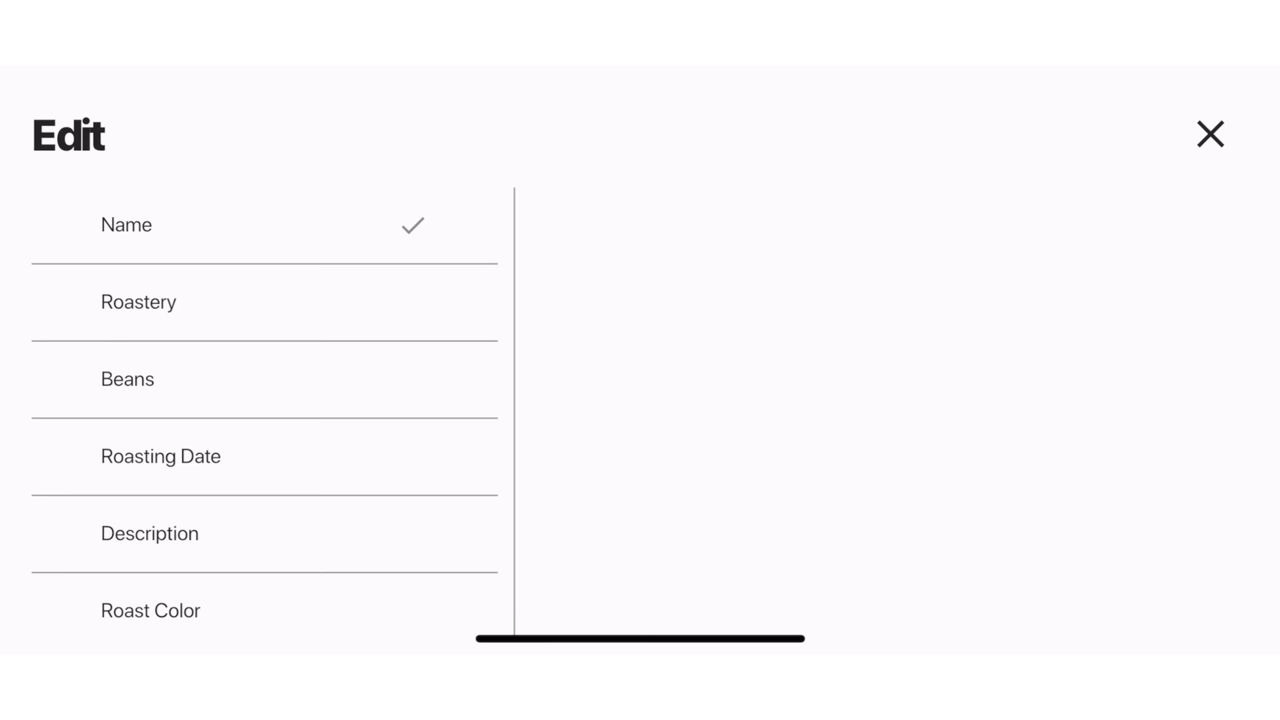 Edit
Name
Roastery
Beans
Roasting Date
Description
Roast Color